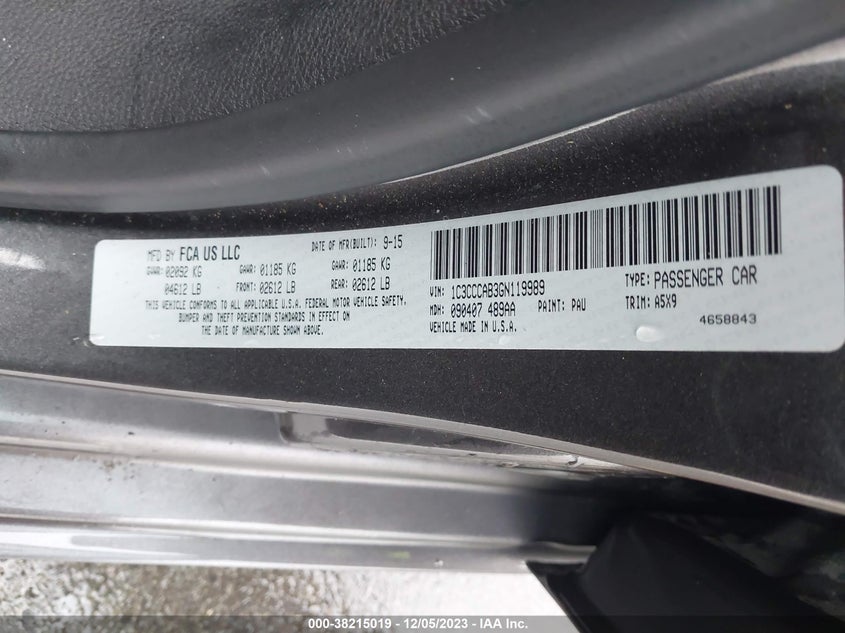 MFD BY FCA US LLC DATE OF MFR(BUILT): 9-15
GVWR: 02092 KG GAWR: 01185 KG GAWR: 01185 KG
04612 LB FRONT: 02612 LB REAR: 02612 LB
THIS VEHICLE CONFORMS TO ALL APPLICABLE U.S.A. FEDERAL MOTOR VEHICLE SAFETY,
BUMPER AND THEFT PREVENTION STANDARDS IN EFFECT ON
THE DATE OF MANUFACTURE SHOWN ABOVE.
VIN: 1C3CCCAB3GN119989 TYPE: PASSENGER CAR
MDH: 090407 489AA PAINT: PAU TRIM: A5X9
VEHICLE MADE IN U.S.A. 4658843
000-38215019 - 12/05/2023 - IAA Inc.